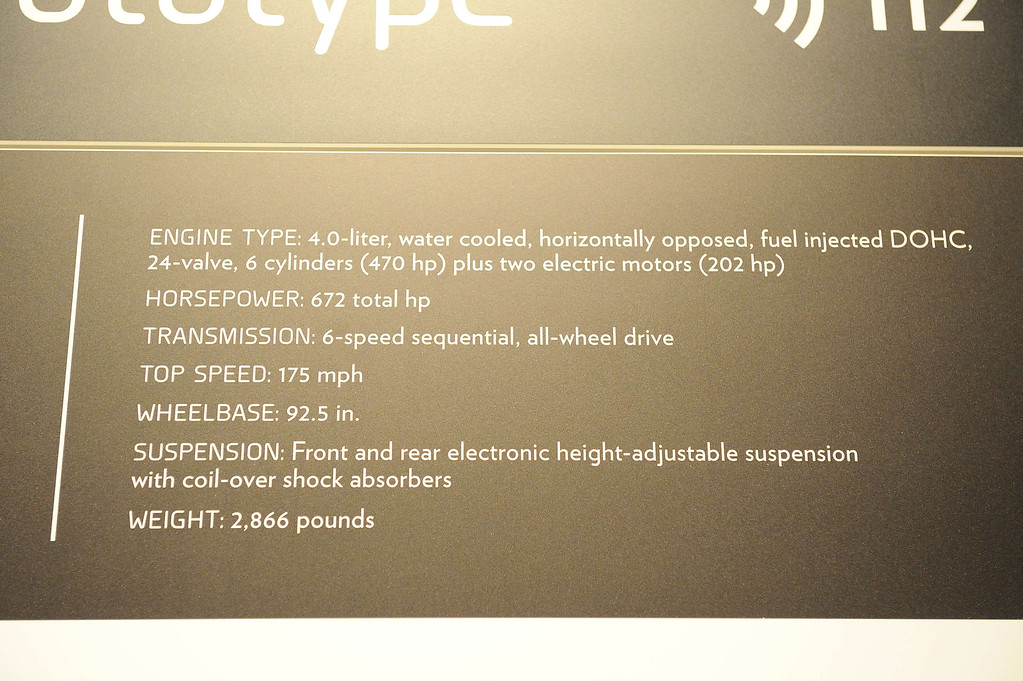 ototype 112
ENGINE TYPE: 4.0-liter, water cooled, horizontally opposed, fuel injected DOHC,
24-valve, 6 cylinders (470 hp) plus two electric motors (202 hp)
HORSEPOWER: 672 total hp
TRANSMISSION: 6-speed sequential, all-wheel drive
TOP SPEED: 175 mph
WHEELBASE: 92.5 in.
SUSPENSION: Front and rear electronic height-adjustable suspension
with coil-over shock absorbers
WEIGHT: 2,866 pounds